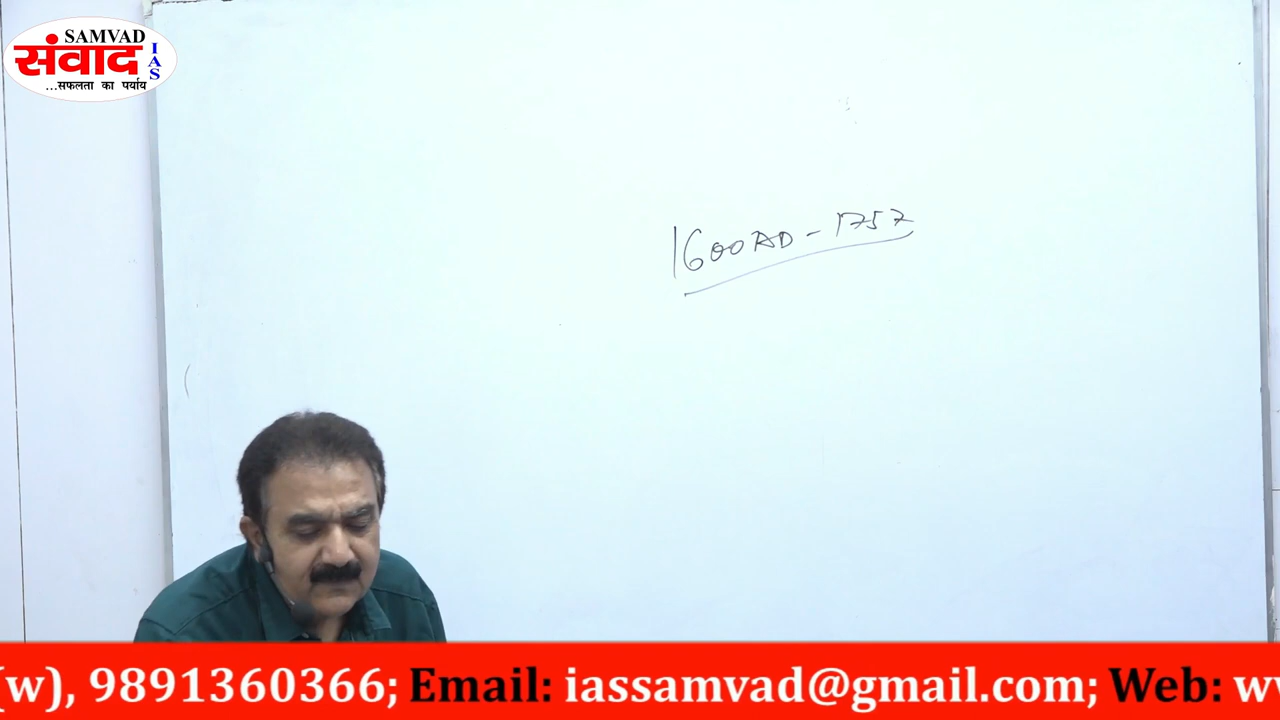 SAMVAD
संवाद
IAS
...सफलता का पर्याय
1600AD - 1757
(w), 9891360366; Email: iassamvad@gmail.com; Web: w